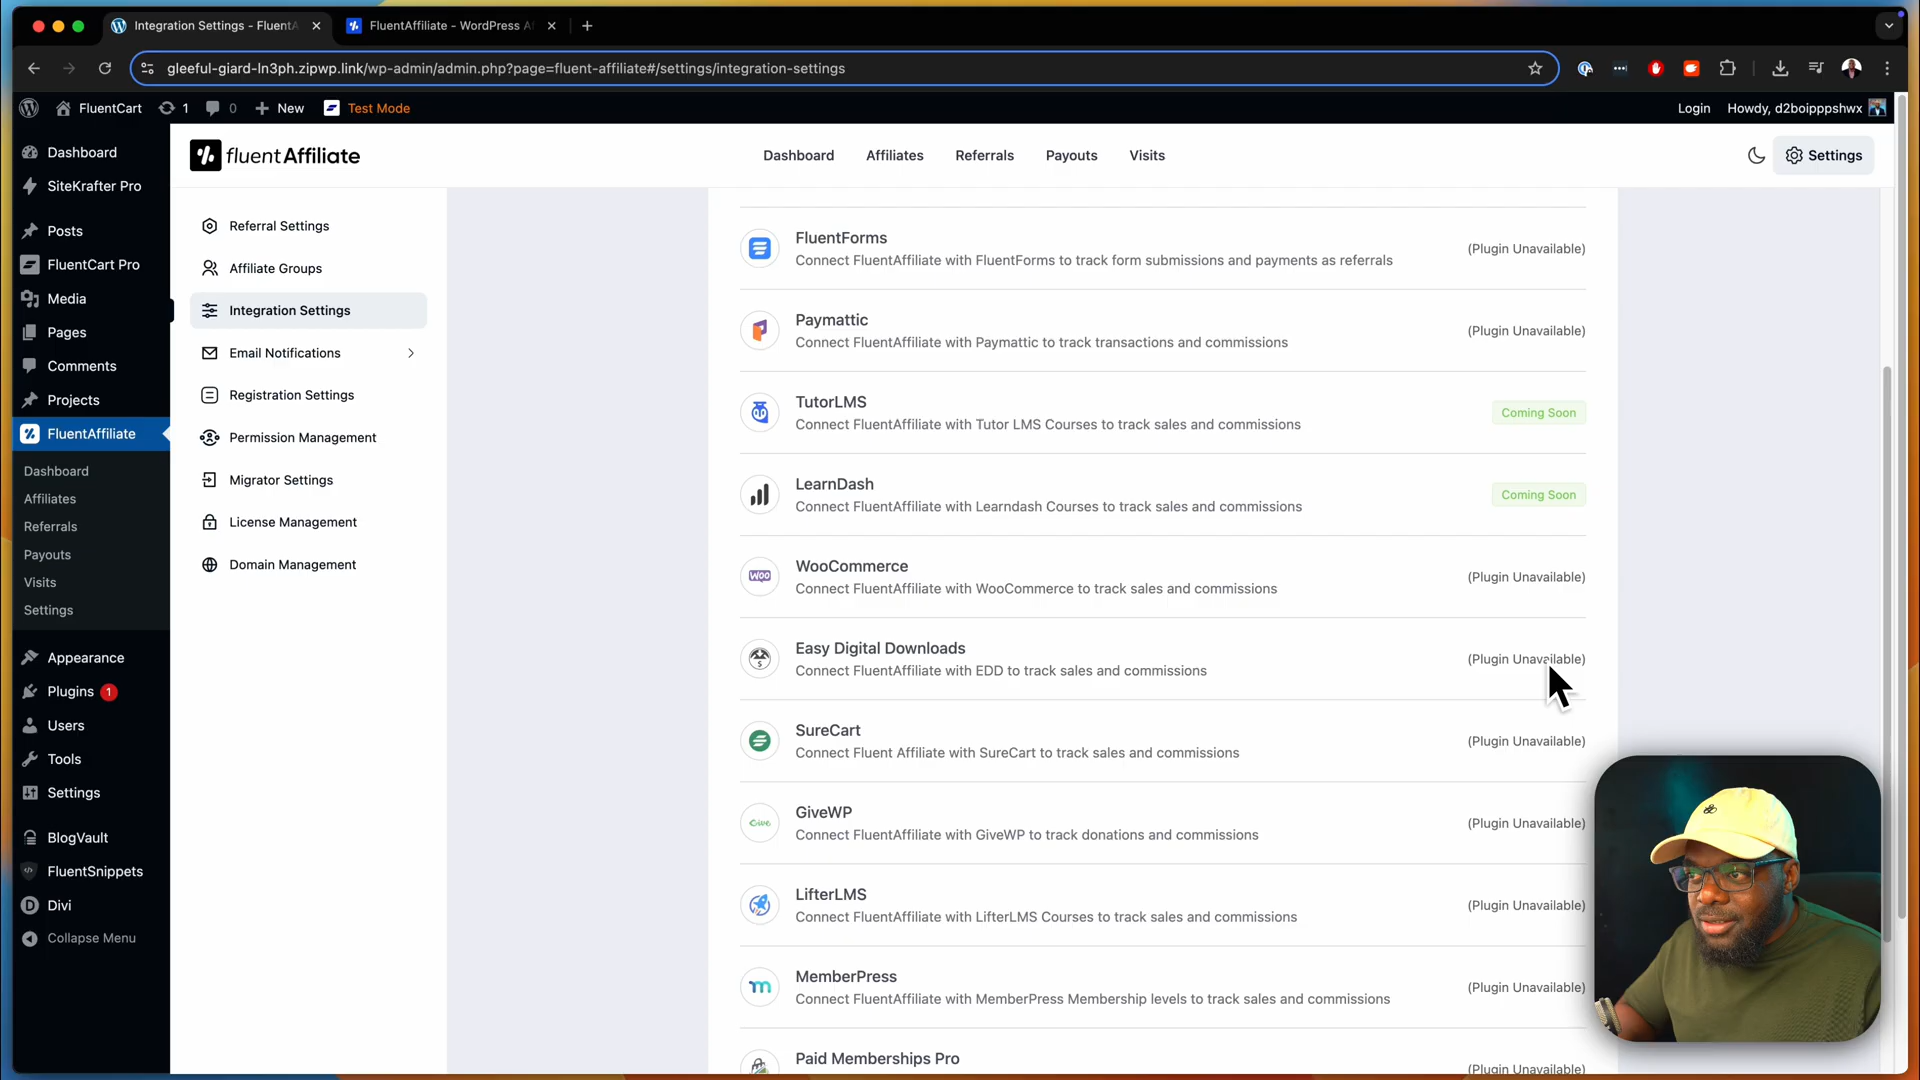 Integration Settings - FluentA
FluentAffiliate - WordPress A
gleeful-giard-ln3ph.zipwp.link/wp-admin/admin.php?page=fluent-affiliate#/settings/integration-settings
FluentCart
1
0
New
Test Mode
Login
Howdy, d2boipppshwx
Dashboard
SiteKrafter Pro
Posts
FluentCart Pro
Media
Pages
Comments
Projects
FluentAffiliate
Dashboard
Affiliates
Referrals
Payouts
Visits
Settings
Appearance
Plugins 1
Users
Tools
Settings
BlogVault
FluentSnippets
Divi
Collapse Menu
fluentAffiliate
Dashboard
Affiliates
Referrals
Payouts
Visits
Settings
Referral Settings
Affiliate Groups
Integration Settings
Email Notifications
Registration Settings
Permission Management
Migrator Settings
License Management
Domain Management
FluentForms
Connect FluentAffiliate with FluentForms to track form submissions and payments as referrals
(Plugin Unavailable)
Paymattic
Connect FluentAffiliate with Paymattic to track transactions and commissions
(Plugin Unavailable)
TutorLMS
Connect FluentAffiliate with Tutor LMS Courses to track sales and commissions
Coming Soon
LearnDash
Connect FluentAffiliate with Learndash Courses to track sales and commissions
Coming Soon
Woo
WooCommerce
Connect FluentAffiliate with WooCommerce to track sales and commissions
(Plugin Unavailable)
Easy Digital Downloads
Connect FluentAffiliate with EDD to track sales and commissions
(Plugin Unavailable)
SureCart
Connect Fluent Affiliate with SureCart to track sales and commissions
(Plugin Unavailable)
Give
GiveWP
Connect FluentAffiliate with GiveWP to track donations and commissions
(Plugin Unavailable)
LifterLMS
Connect FluentAffiliate with LifterLMS Courses to track sales and commissions
(Plugin Unavailable)
m
MemberPress
Connect FluentAffiliate with MemberPress Membership levels to track sales and commissions
(Plugin Unavailable)
Paid Memberships Pro
(Plugin Unavailable)